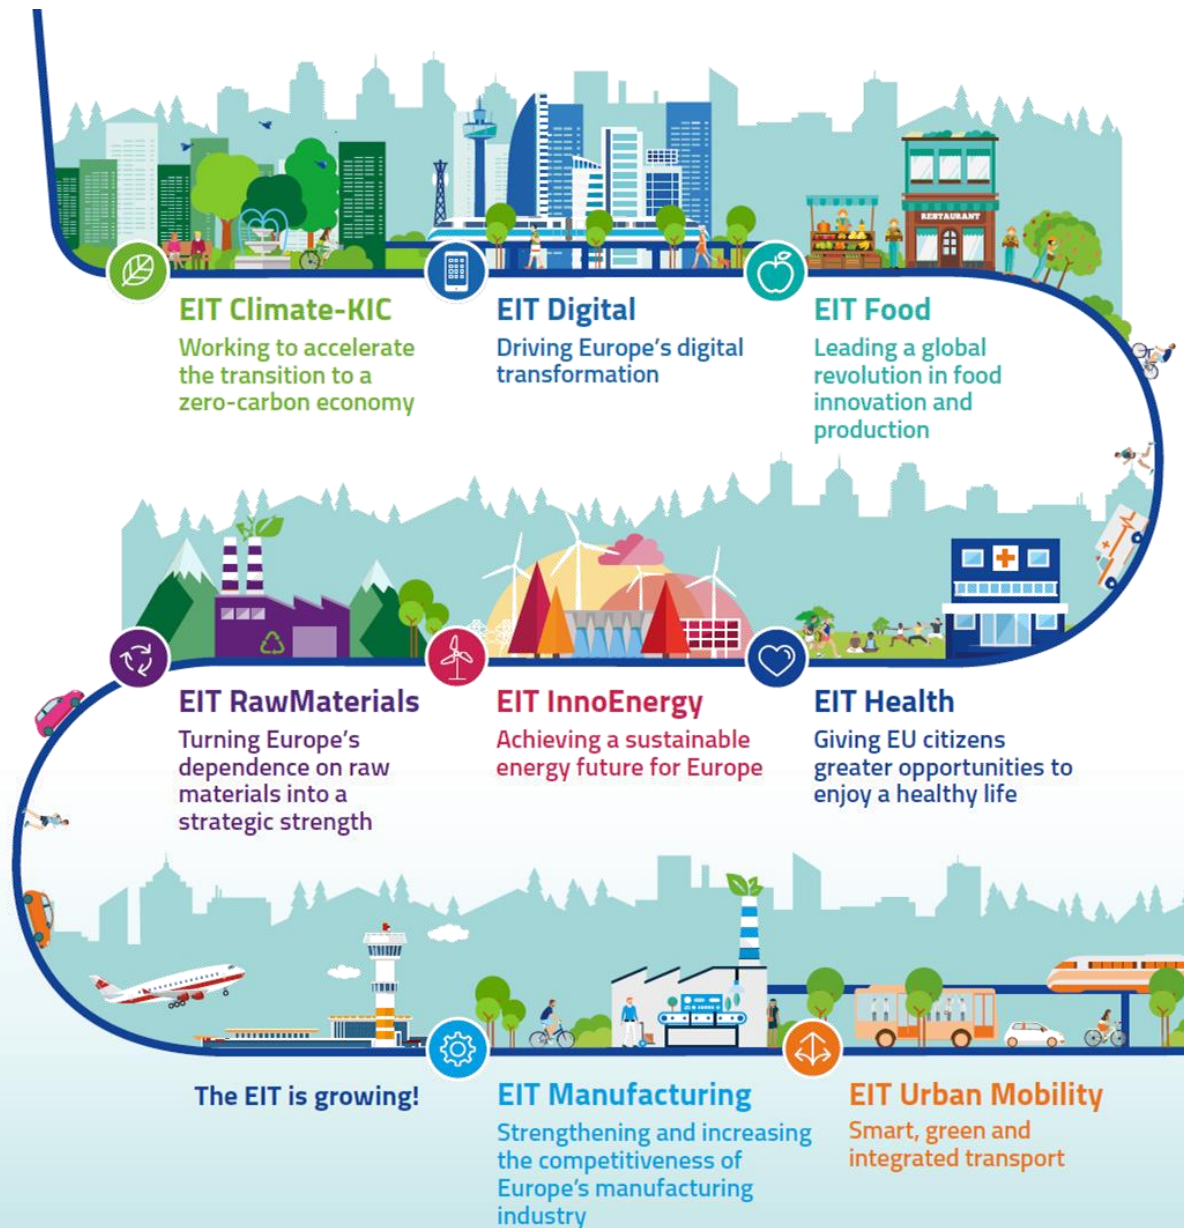 RESTAURANT
EIT Climate-KIC
Working to accelerate
the transition to a
zero-carbon economy
EIT Digital
Driving Europe's digital
transformation
EIT Food
Leading a global
revolution in food
innovation and
production
EIT RawMaterials
Turning Europe's
dependence on raw
materials into a
strategic strength
EIT InnoEnergy
Achieving a sustainable
energy future for Europe
EIT Health
Giving EU citizens
greater opportunities to
enjoy a healthy life
The EIT is growing!
EIT Manufacturing
Strengthening and increasing
the competitiveness of
Europe's manufacturing
industry
EIT Urban Mobility
Smart, green and
integrated transport